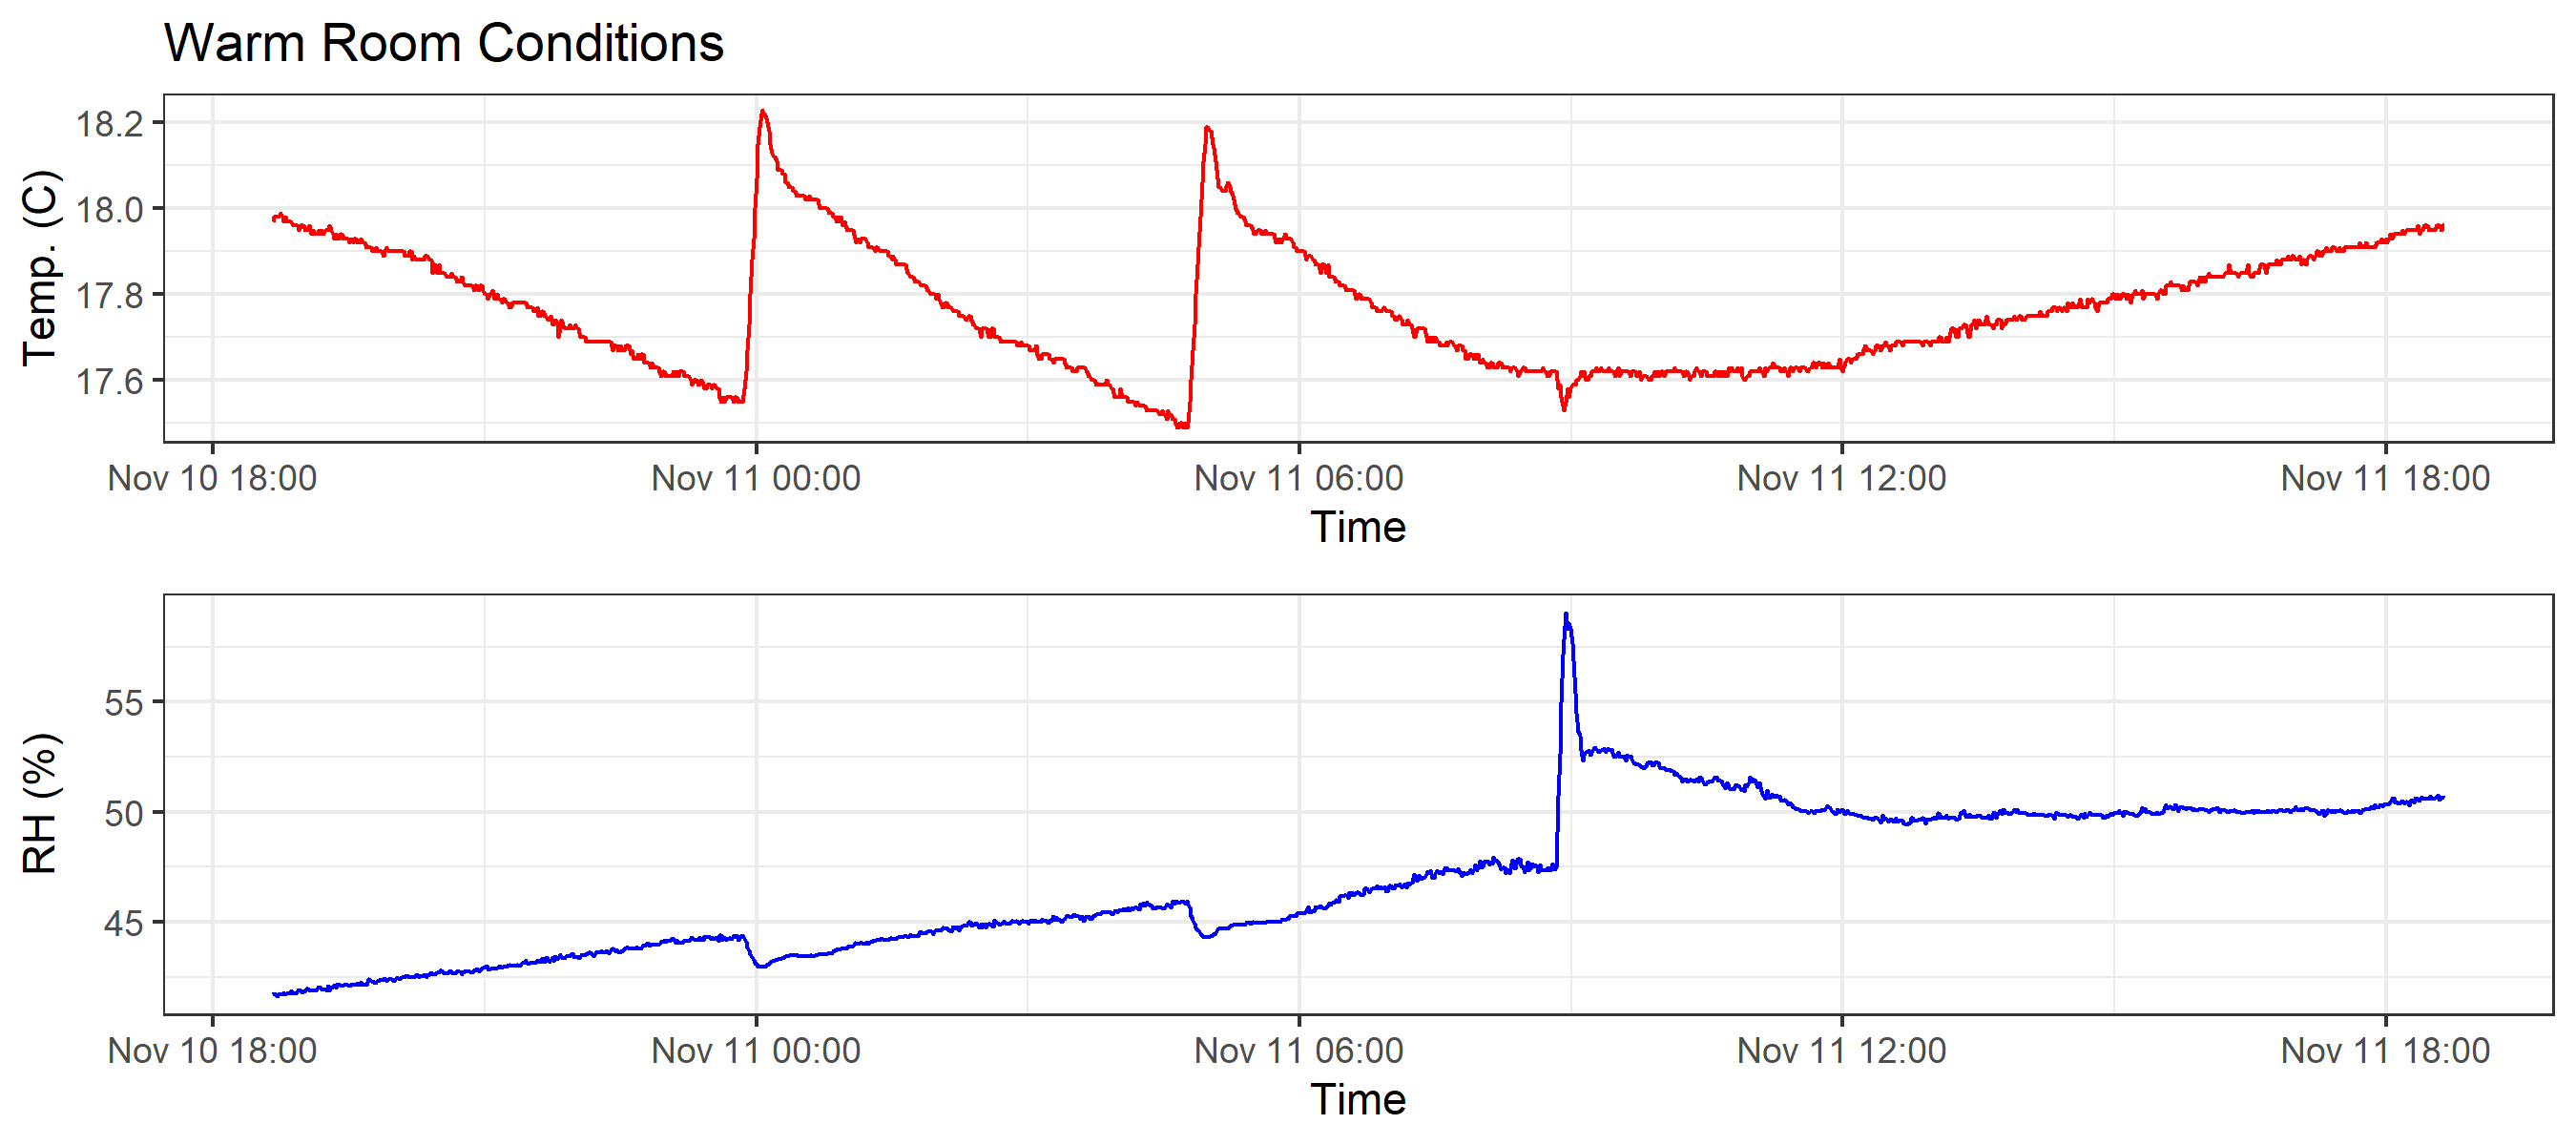 Warm Room Conditions
Temp. (C)
18.2
18.0
17.8
17.6
Nov 10 18:00 Nov 11 00:00 Nov 11 06:00 Nov 11 12:00 Nov 11 18:00
Time
RH (%)
55
50
45
Nov 10 18:00 Nov 11 00:00 Nov 11 06:00 Nov 11 12:00 Nov 11 18:00
Time